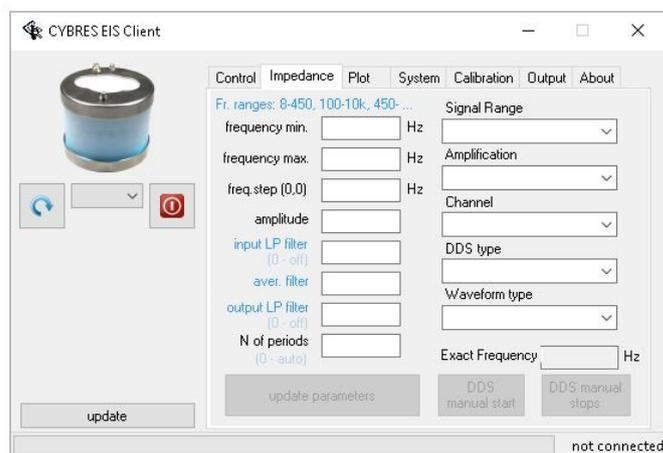 CYBRES EIS Client
Control Impedance Plot System Calibration Output About
Fr. ranges: 8-450, 100-10k, 450- ...
frequency min. Hz
frequency max. Hz
freq.step (0,0) Hz
amplitude
input LP filter
(0 - off)
aver. filter
output LP filter
(0 - off)
N of periods
(0 - auto)
update parameters
Signal Range
Amplification
Channel
DDS type
Waveform type
Exact Frequency Hz
DDS
manual start
DDS manual
stops
update
not connected